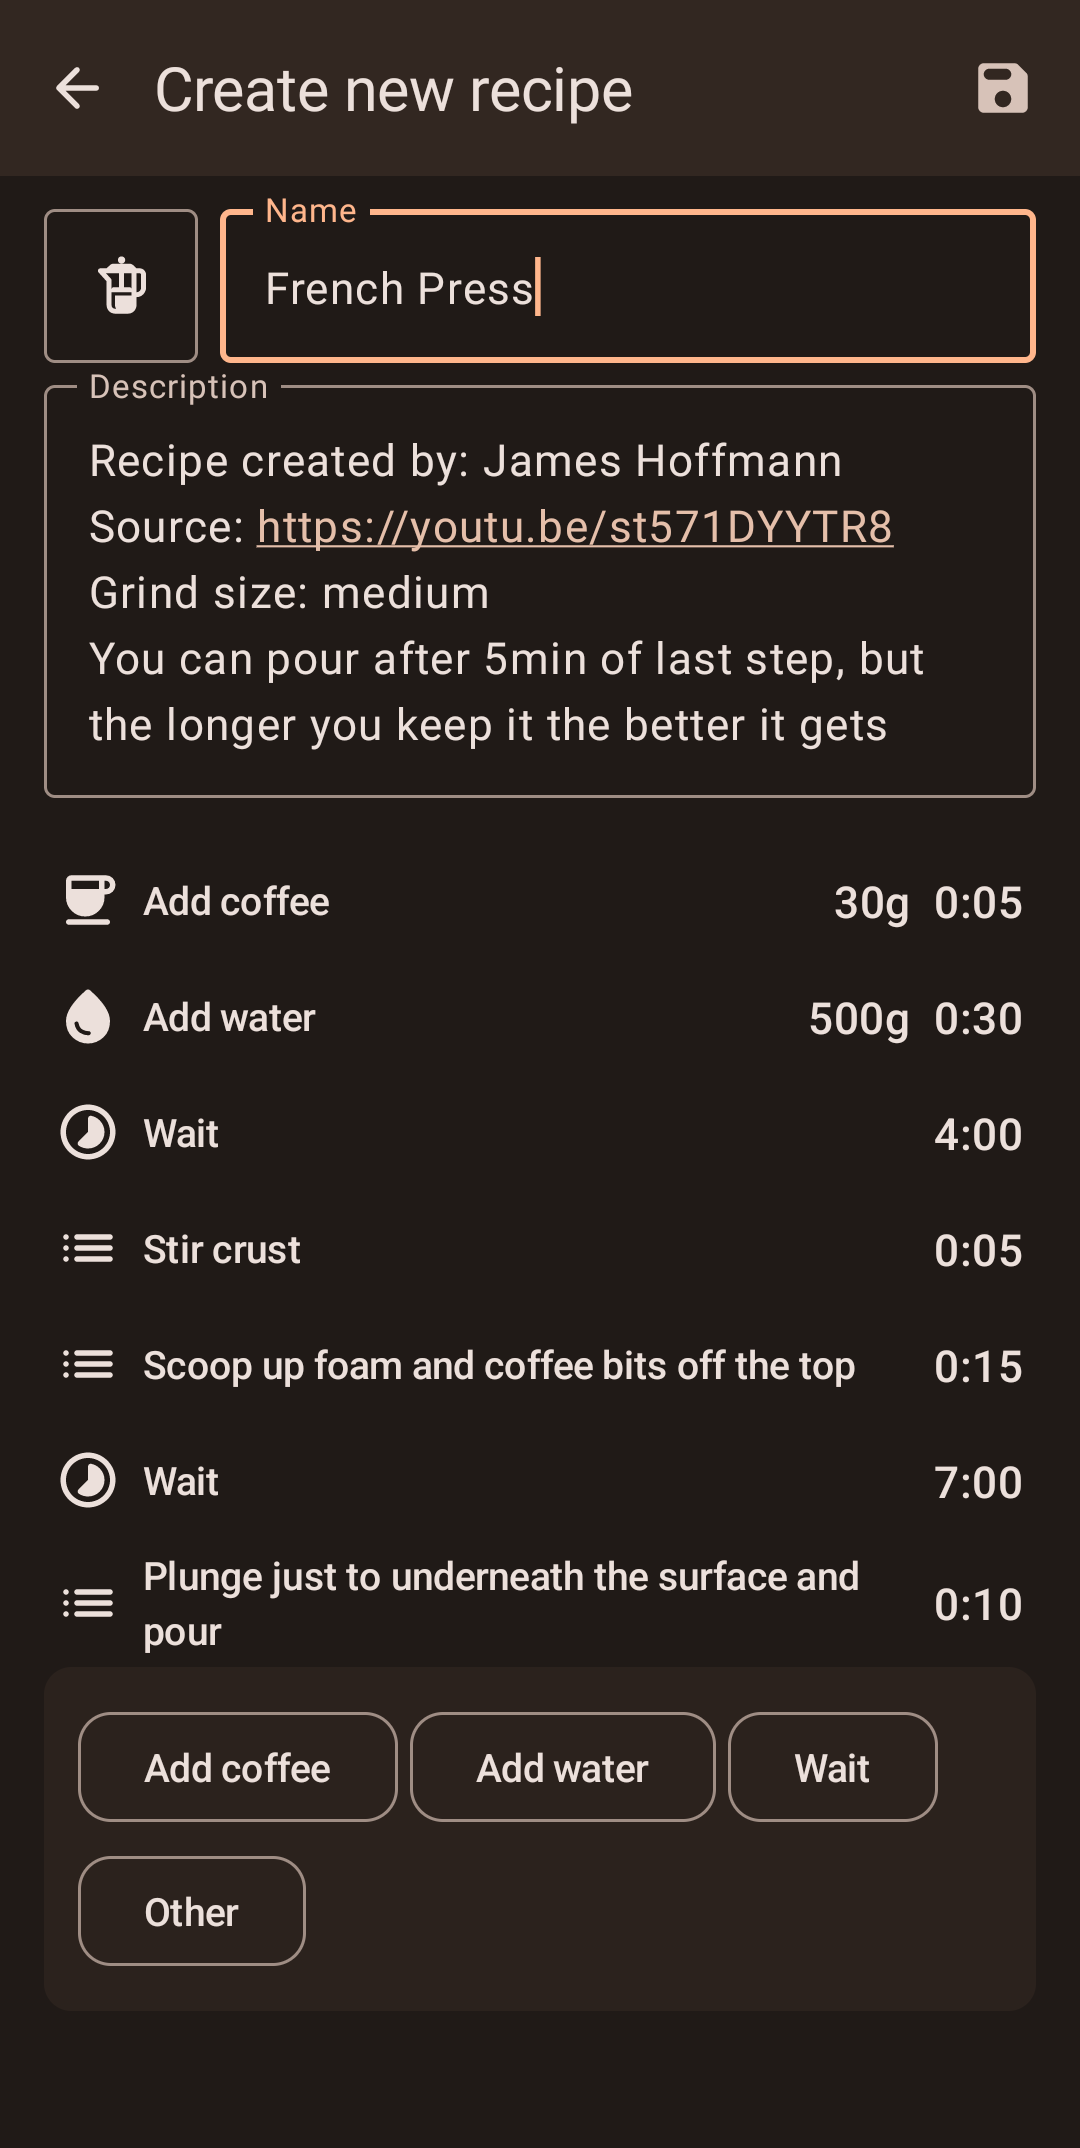 Create new recipe
Name
French Press
Description
Recipe created by: James Hoffmann
Source: https://youtu.be/st571DYYTR8
Grind size: medium
You can pour after 5min of last step, but
the longer you keep it the better it gets
Add coffee 30g 0:05
Add water 500g 0:30
Wait 4:00
Stir crust 0:05
Scoop up foam and coffee bits off the top 0:15
Wait 7:00
Plunge just to underneath the surface and
pour 0:10
Add coffee Add water Wait
Other